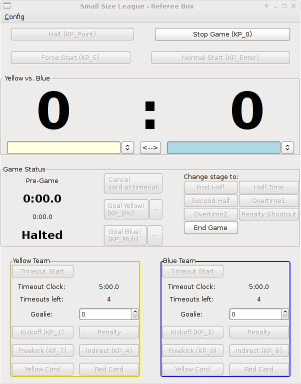 Small Size League - Referee Box
Config
Halt (KP_Point)
Stop Game (KP_0)
Force Start (KP_5)
Normal Start (KP_Enter)
Yellow vs. Blue
0 : 0
<-->
Game Status
Pre-Game
0:00.0
0:00.0
Halted
Cancel
card or timeout
Goal Yellow!
(KP_Div)
Goal Blue!
(KP_Mult)
Change stage to:
First Half
Half Time
Second Half
Overtime1
Overtime2
Penalty Shootout
End Game
Yellow Team
Timeout Start
Timeout Clock: 5:00.0
Timeouts left: 4
Goalie: 0
Kickoff (KP_1)
Penalty
Freekick (KP_7)
Indirect (KP_4)
Yellow Card
Red Card
Blue Team
Timeout Start
Timeout Clock: 5:00.0
Timeouts left: 4
Goalie: 0
Kickoff (KP_3)
Penalty
Freekick (KP_9)
Indirect (KP_6)
Yellow Card
Red Card